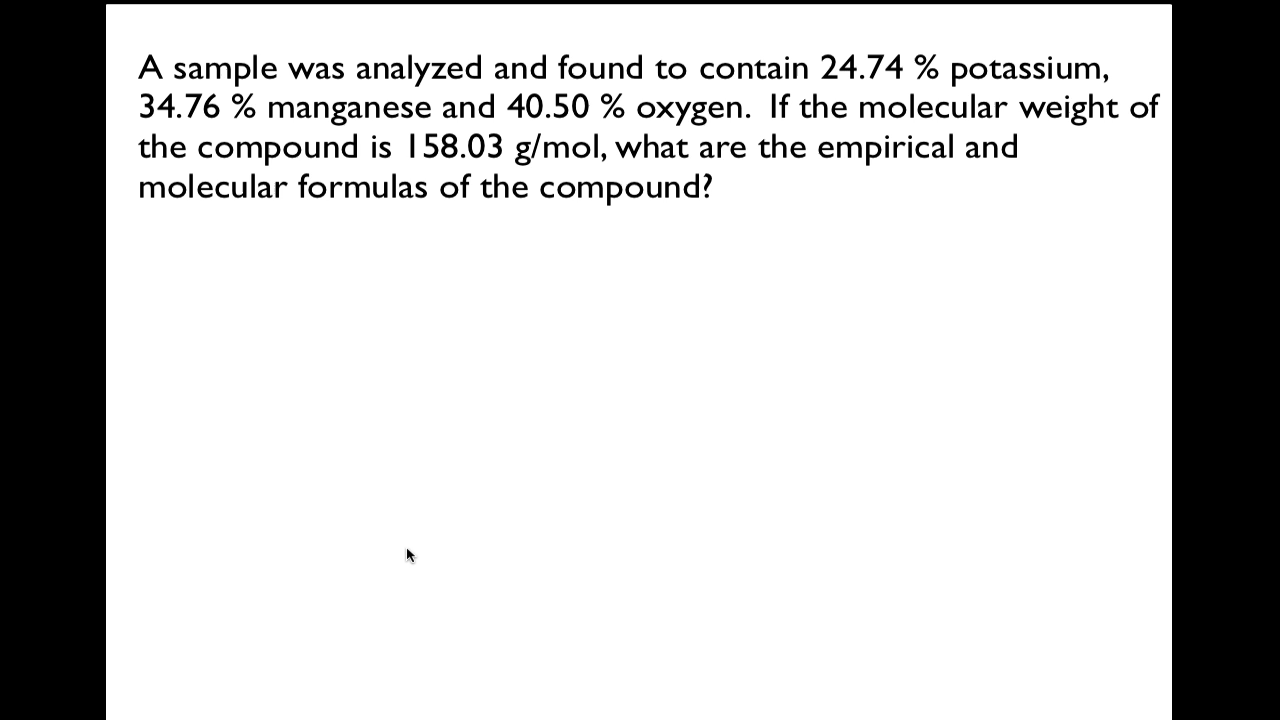 A sample was analyzed and found to contain 24.74 % potassium,
34.76 % manganese and 40.50 % oxygen.  If the molecular weight of
the compound is 158.03 g/mol, what are the empirical and
molecular formulas of the compound?